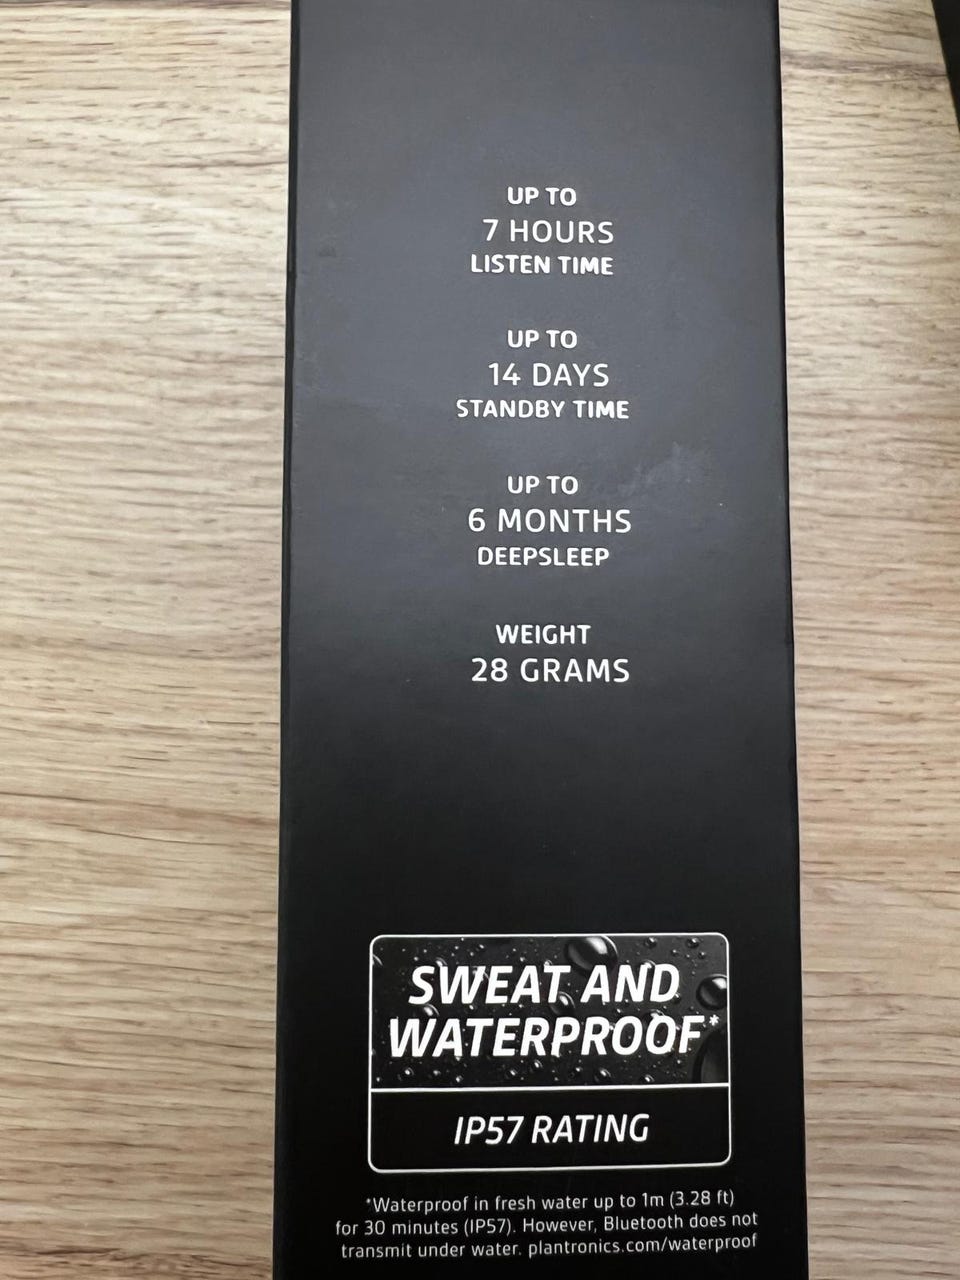 UP TO
7 HOURS
LISTEN TIME
UP TO
14 DAYS
STANDBY TIME
UP TO
6 MONTHS
DEEPSLEEP
WEIGHT
28 GRAMS
SWEAT AND
WATERPROOF*
IP57 RATING
*Waterproof in fresh water up to 1m (3.28 ft)
for 30 minutes (IP57). However, Bluetooth does not
transmit under water. plantronics.com/waterproof